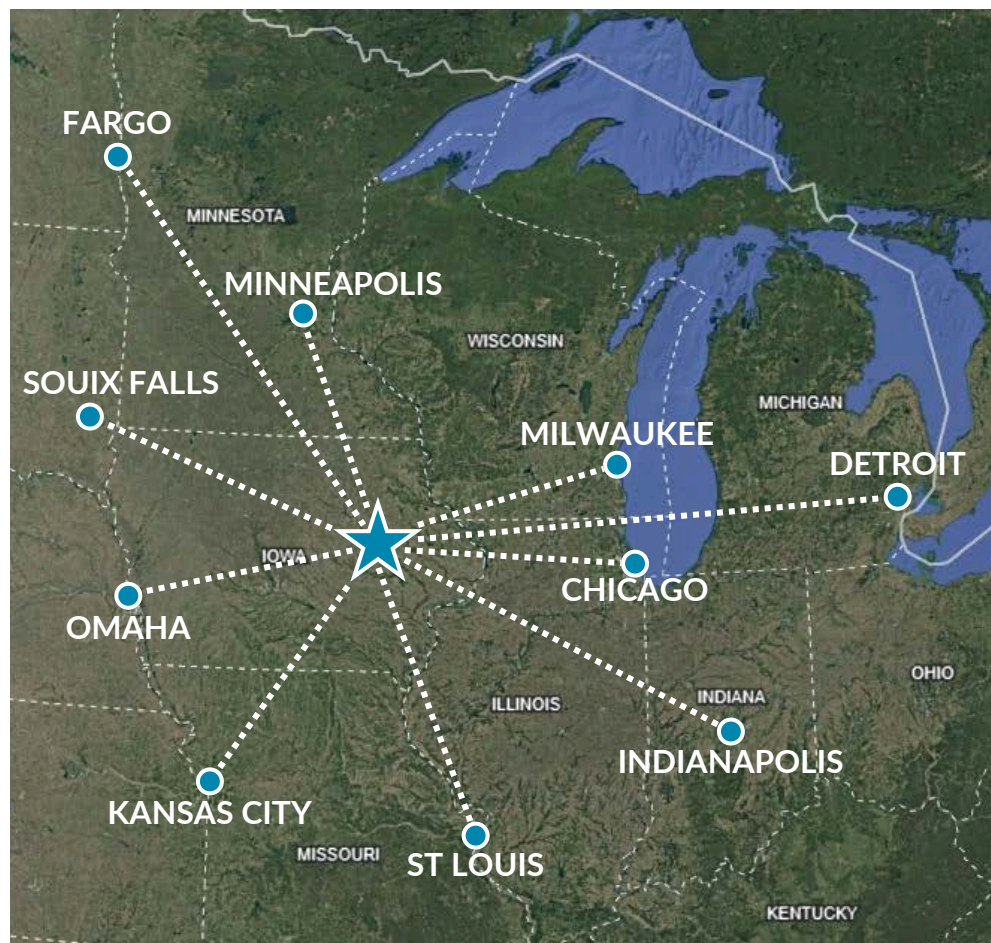 FARGO
MINNESOTA
MINNEAPOLIS
WISCONSIN
SOUIX FALLS
MICHIGAN
MILWAUKEE
DETROIT
IOWA
CHICAGO
OMAHA
OHIO
INDIANA
ILLINOIS
INDIANAPOLIS
KANSAS CITY
MISSOURI
ST LOUIS
KENTUCKY